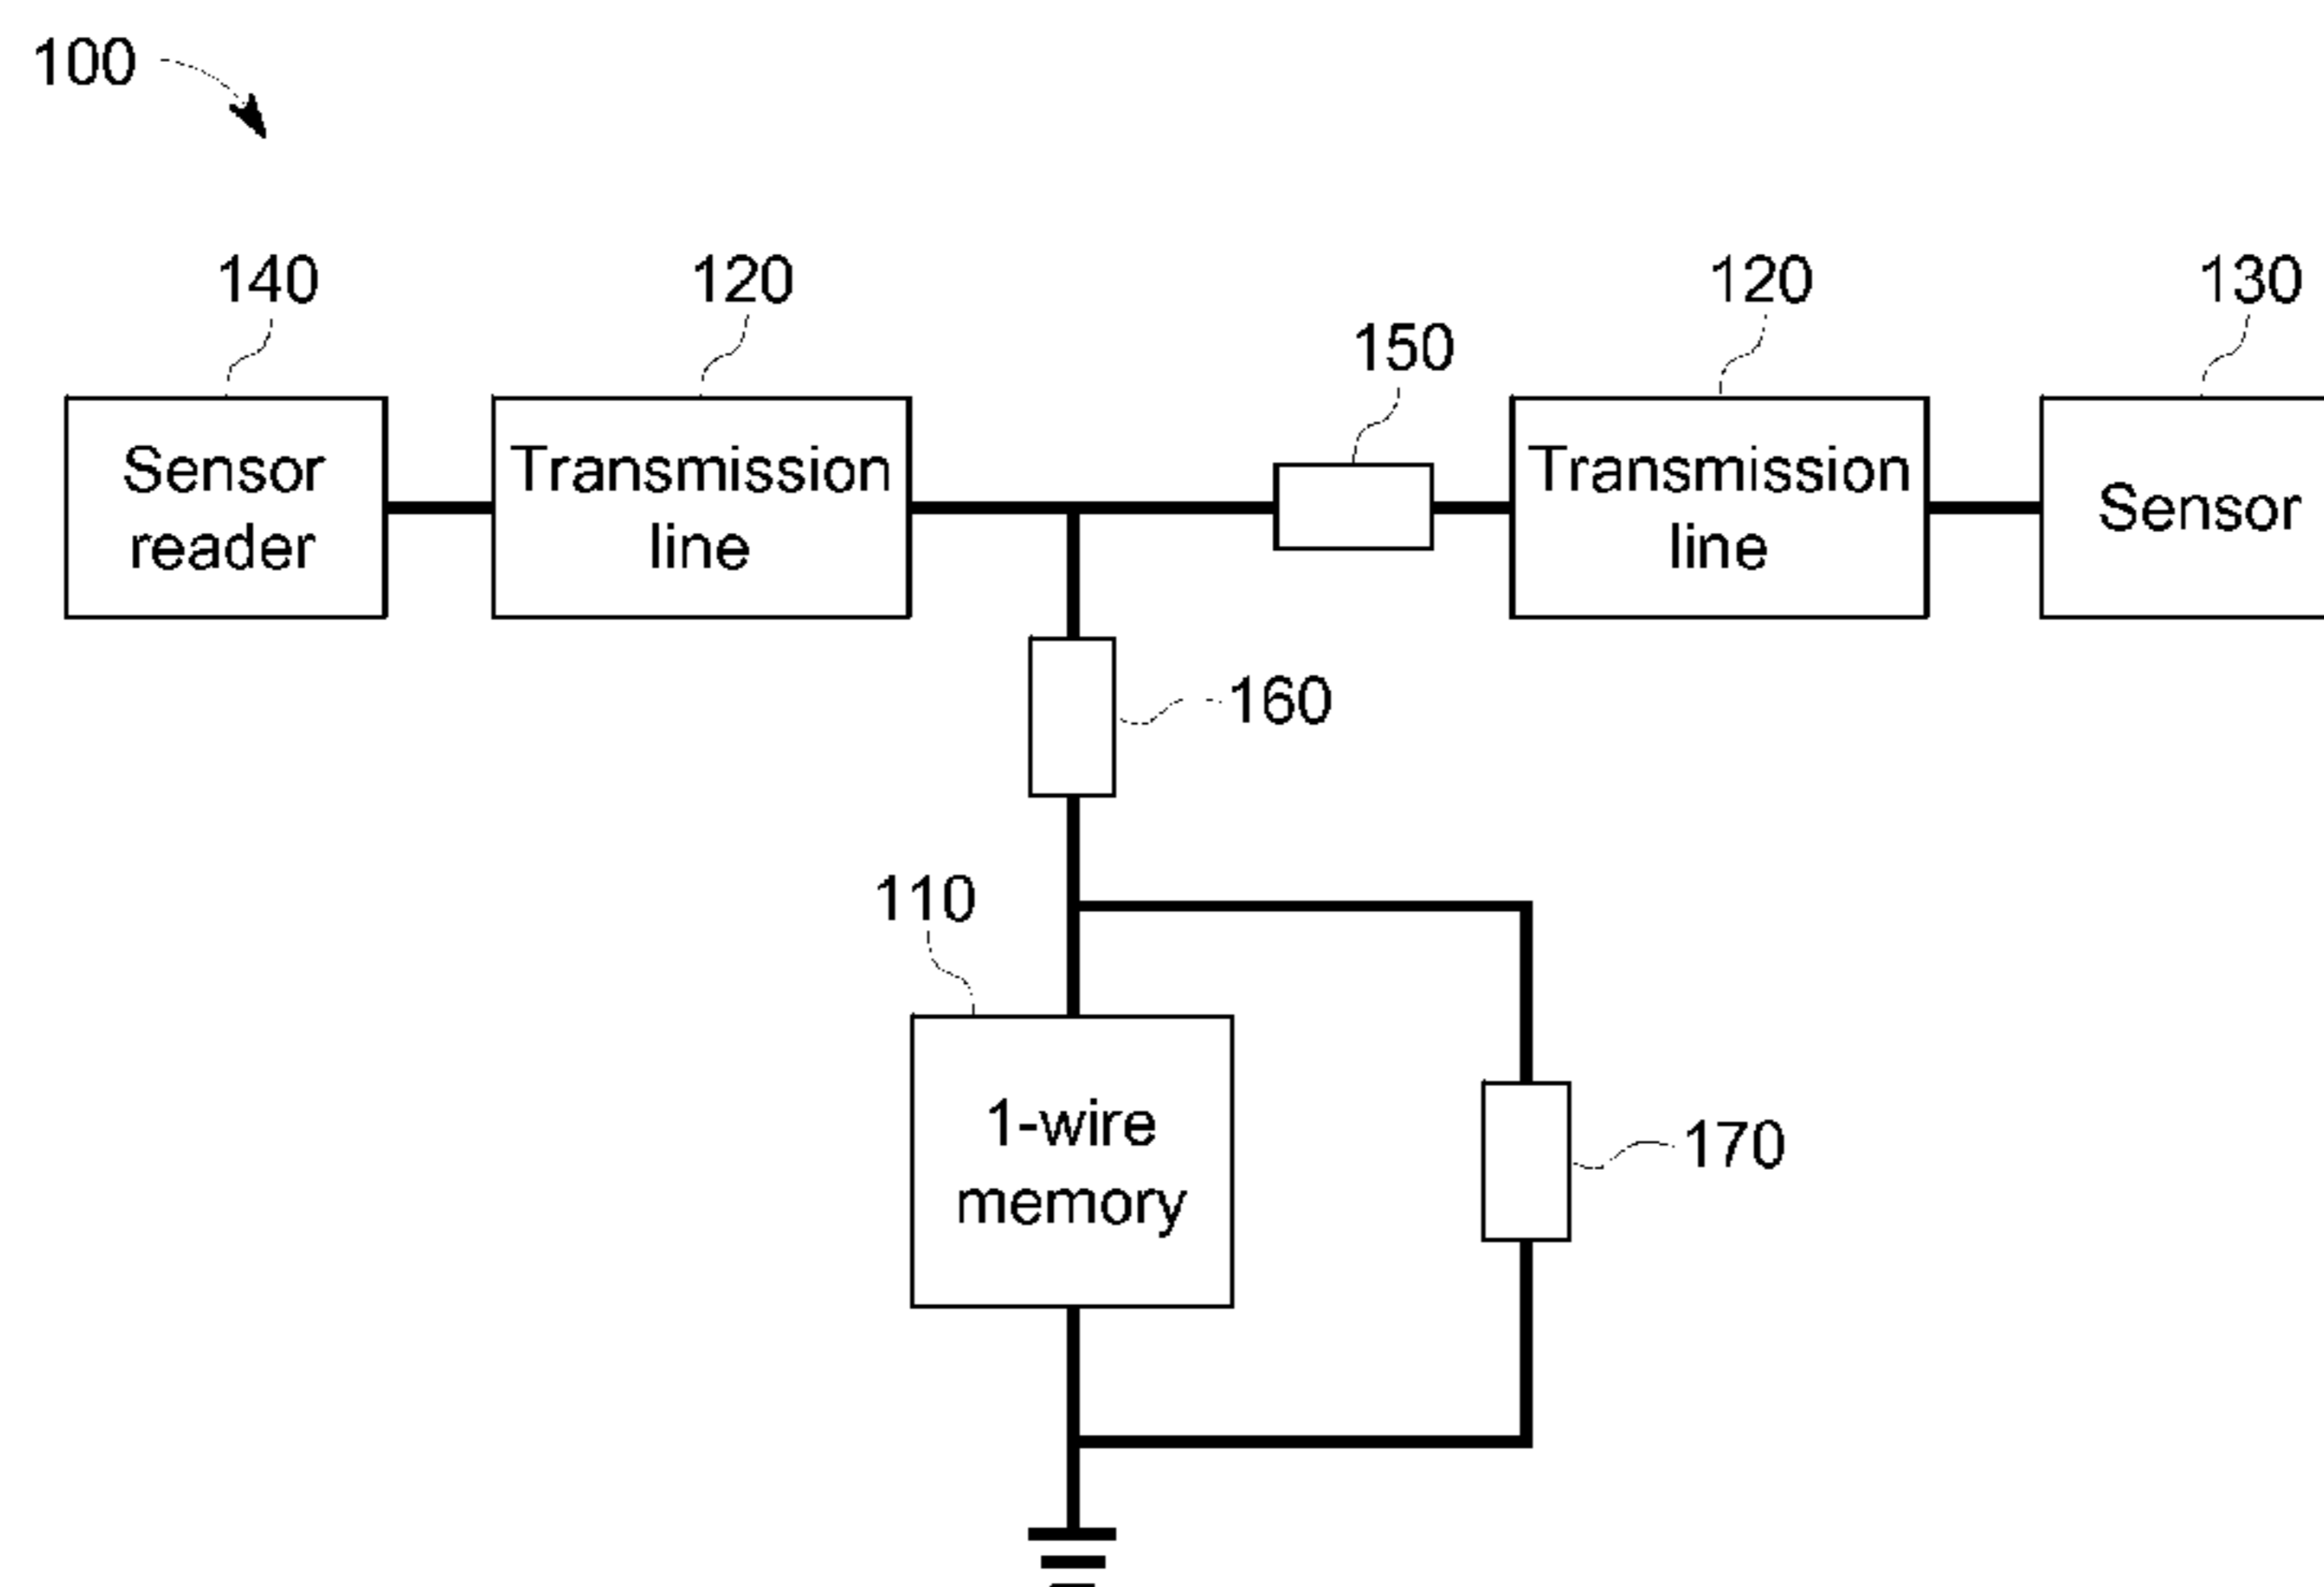 100
140
120
120
130
150
Sensor
reader
Transmission
line
Transmission
line
Sensor
160
110
1-wire
memory
170